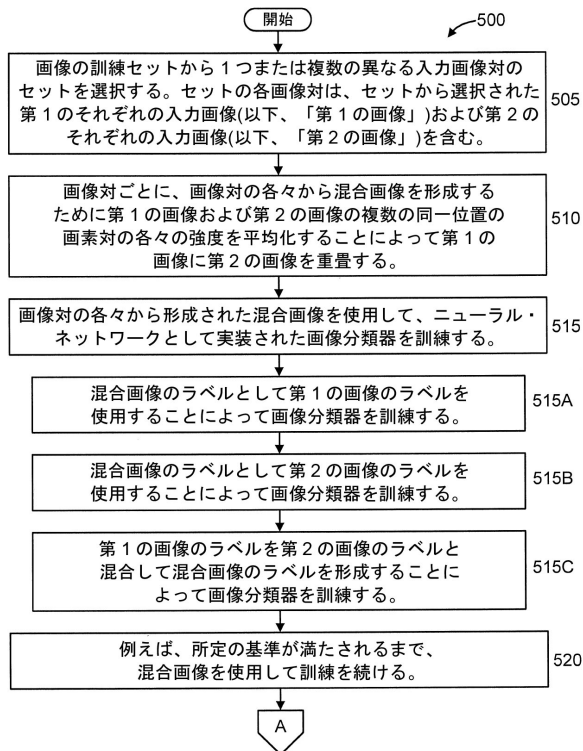 開始
500
画像の訓練セットから1つまたは複数の異なる入力画像対の
セットを選択する。セットの各画像対は、セットから選択された
第1のそれぞれの入力画像(以下、「第1の画像」)および第2の
それぞれの入力画像(以下、「第2の画像」)を含む。
505
画像対ごとに、画像対の各々から混合画像を形成する
ために第1の画像および第2の画像の複数の同一位置の
画素対の各々の強度を平均化することによって第1の
画像に第2の画像を重畳する。
510
画像対の各々から形成された混合画像を使用して、ニューラル・
ネットワークとして実装された画像分類器を訓練する。
515
混合画像のラベルとして第1の画像のラベルを
使用することによって画像分類器を訓練する。
515A
混合画像のラベルとして第2の画像のラベルを
使用することによって画像分類器を訓練する。
515B
第1の画像のラベルを第2の画像のラベルと
混合して混合画像のラベルを形成することに
よって画像分類器を訓練する。
515C
例えば、所定の基準が満たされるまで、
混合画像を使用して訓練を続ける。
520
A